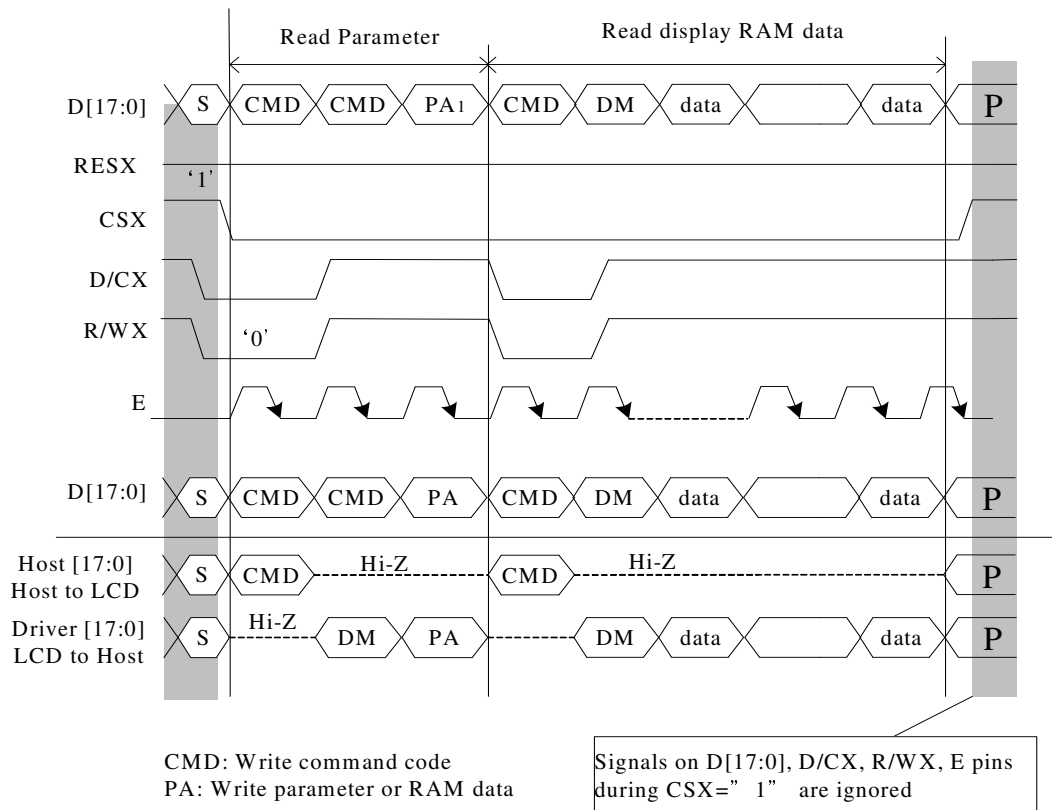 Read Parameter
Read display RAM data
D[17:0] S CMD CMD PA1 CMD DM data data P
RESX
‘1’
CSX
D/CX
R/WX ‘0’
E
D[17:0] S CMD CMD PA CMD DM data data P
Host [17:0]
Host to LCD
S CMD Hi-Z CMD Hi-Z P
Driver [17:0]
LCD to Host
S Hi-Z DM PA DM data data P
CMD: Write command code
PA: Write parameter or RAM data
Signals on D[17:0], D/CX, R/WX, E pins
during CSX=” 1” are ignored